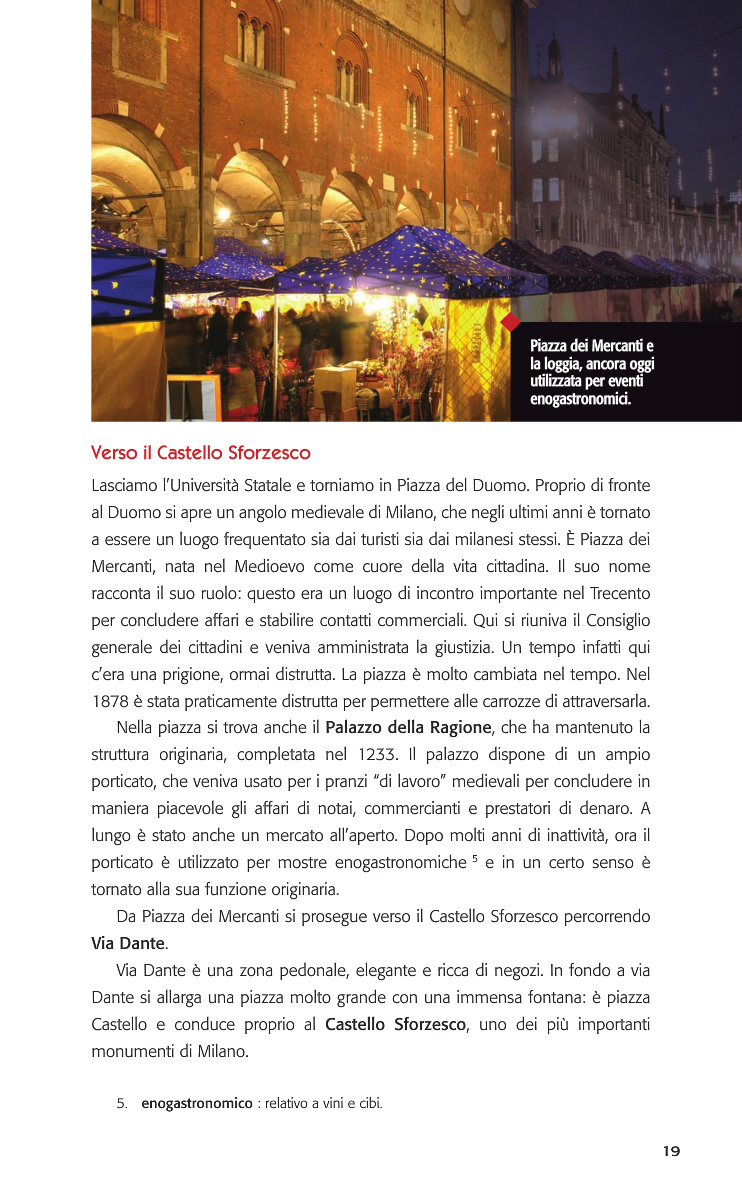 Piazza dei Mercanti e
la loggia, ancora oggi
utilizzata per eventi
enogastronomici.
Verso il Castello Sforzesco
Lasciamo l'Università Statale e torniamo in Piazza del Duomo. Proprio di fronte
al Duomo si apre un angolo medievale di Milano, che negli ultimi anni è tornato
a essere un luogo frequentato sia dai turisti sia dai milanesi stessi. È Piazza dei
Mercanti, nata nel Medioevo come cuore della vita cittadina. Il suo nome
racconta il suo ruolo: questo era un luogo di incontro importante nel Trecento
per concludere affari e stabilire contatti commerciali. Qui si riuniva il Consiglio
generale dei cittadini e veniva amministrata la giustizia. Un tempo infatti qui
c'era una prigione, ormai distrutta. La piazza è molto cambiata nel tempo. Nel
1878 è stata praticamente distrutta per permettere alle carrozze di attraversarla.
Nella piazza si trova anche il Palazzo della Ragione, che ha mantenuto la
struttura originaria, completata nel 1233. Il palazzo dispone di un ampio
porticato, che veniva usato per i pranzi “di lavoro” medievali per concludere in
maniera piacevole gli affari di notai, commercianti e prestatori di denaro. A
lungo è stato anche un mercato all'aperto. Dopo molti anni di inattività, ora il
porticato è utilizzato per mostre enogastronomiche 5 e in un certo senso è
tornato alla sua funzione originaria.
Da Piazza dei Mercanti si prosegue verso il Castello Sforzesco percorrendo
Via Dante.
Via Dante è una zona pedonale, elegante e ricca di negozi. In fondo a via
Dante si allarga una piazza molto grande con una immensa fontana: è piazza
Castello e conduce proprio al Castello Sforzesco, uno dei più importanti
monumenti di Milano.
5. enogastronomico : relativo a vini e cibi.
19